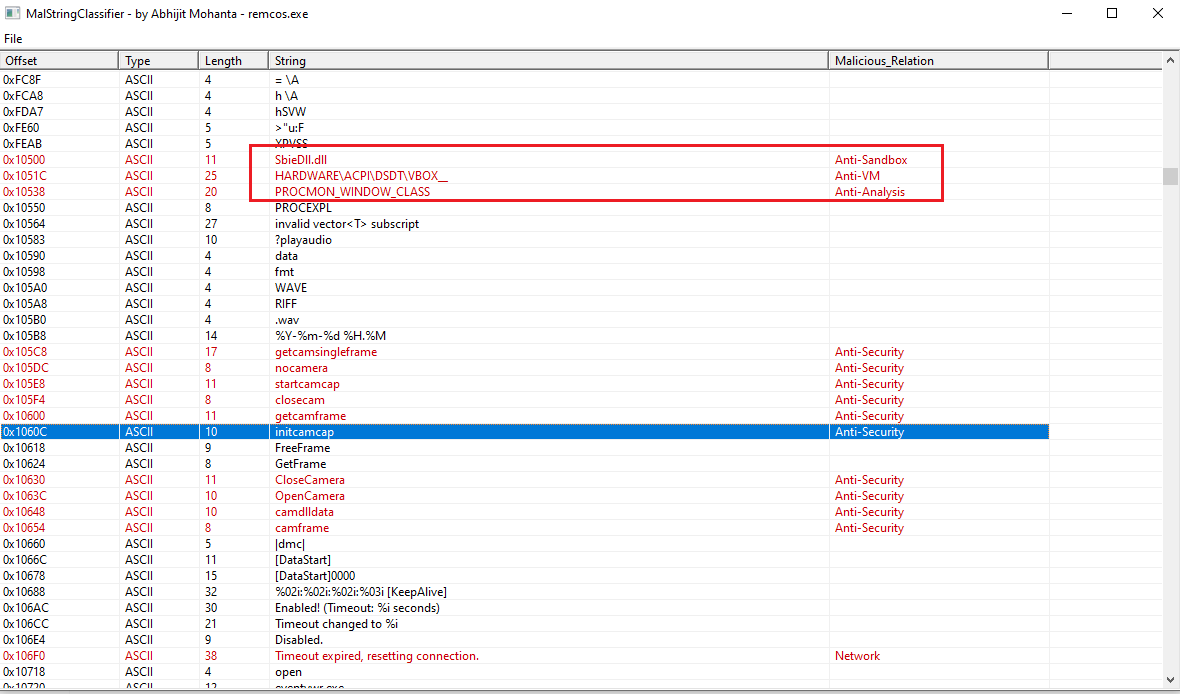 MalStringClassifier - by Abhijit Mohanta - remcos.exe
File
Offset Type Length String Malicious_Relation
0xFC8F ASCII 4 = \A
0xFCA8 ASCII 4 h \A
0xFDA7 ASCII 4 hSVW
0xFE60 ASCII 5 >"u:F
0xFEAB ASCII 5 XPVSS
0x10500 ASCII 11 SbieDll.dll Anti-Sandbox
0x1051C ASCII 25 HARDWARE\ACPI\DSDT\VBOX__ Anti-VM
0x10538 ASCII 20 PROCMON_WINDOW_CLASS Anti-Analysis
0x10550 ASCII 8 PROCEXPL
0x10564 ASCII 27 invalid vector<T> subscript
0x10583 ASCII 10 ?playaudio
0x10590 ASCII 4 data
0x10598 ASCII 4 fmt
0x105A0 ASCII 4 WAVE
0x105A8 ASCII 4 RIFF
0x105B0 ASCII 4 .wav
0x105B8 ASCII 14 %Y-%m-%d %H.%M
0x105C8 ASCII 17 getcamsingleframe Anti-Security
0x105DC ASCII 8 nocamera Anti-Security
0x105E8 ASCII 11 startcamcap Anti-Security
0x105F4 ASCII 8 closecam Anti-Security
0x10600 ASCII 11 getcamframe Anti-Security
0x1060C ASCII 10 initcamcap Anti-Security
0x10618 ASCII 9 FreeFrame
0x10624 ASCII 8 GetFrame
0x10630 ASCII 11 CloseCamera Anti-Security
0x1063C ASCII 10 OpenCamera Anti-Security
0x10648 ASCII 10 camdlldata Anti-Security
0x10654 ASCII 8 camframe Anti-Security
0x10660 ASCII 5 |dmc|
0x1066C ASCII 11 [DataStart]
0x10678 ASCII 15 [DataStart]0000
0x10688 ASCII 32 %02i:%02i:%02i:%03i [KeepAlive]
0x106AC ASCII 30 Enabled! (Timeout: %i seconds)
0x106CC ASCII 21 Timeout changed to %i
0x106E4 ASCII 9 Disabled.
0x106F0 ASCII 38 Timeout expired, resetting connection. Network
0x10718 ASCII 4 open
0x10720 ASCII 12 eventvwr.exe